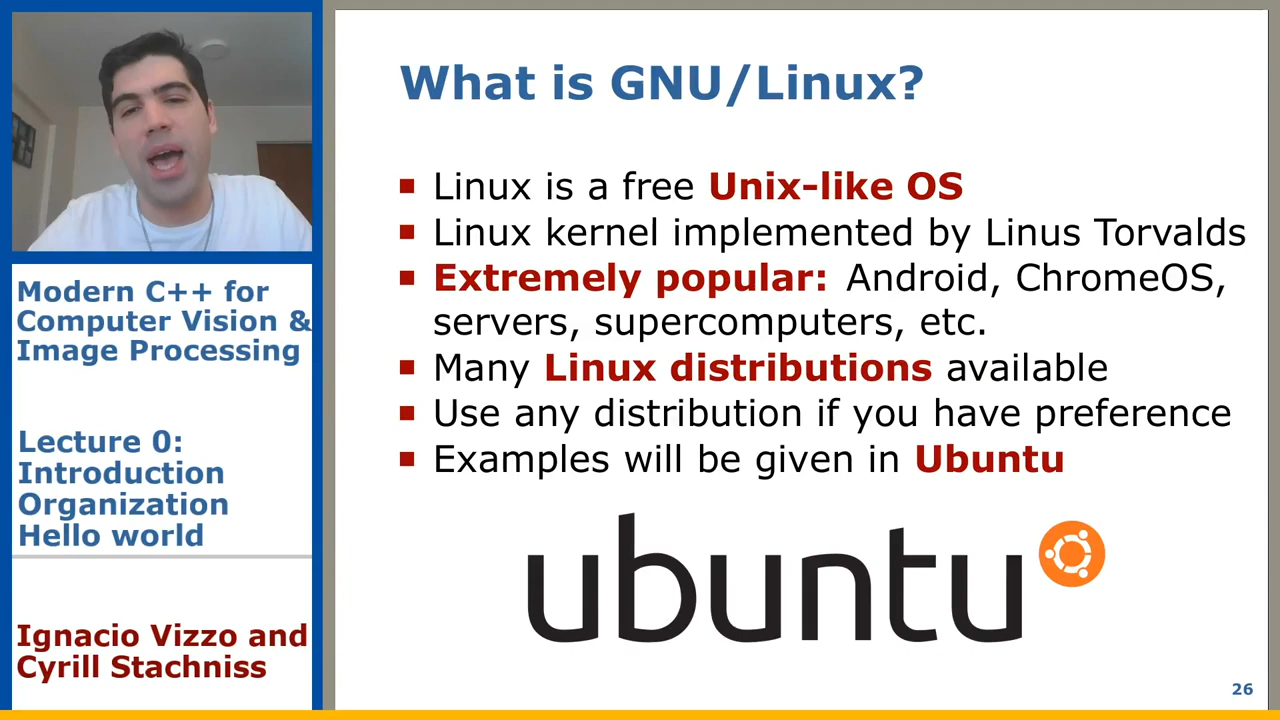 What is GNU/Linux?
Linux is a free Unix-like OS
Linux kernel implemented by Linus Torvalds
Extremely popular: Android, ChromeOS,
servers, supercomputers, etc.
Many Linux distributions available
Use any distribution if you have preference
Examples will be given in Ubuntu
ubuntu
26
Modern C++ for
Computer Vision &
Image Processing
Lecture 0:
Introduction
Organization
Hello world
Ignacio Vizzo and
Cyrill Stachniss